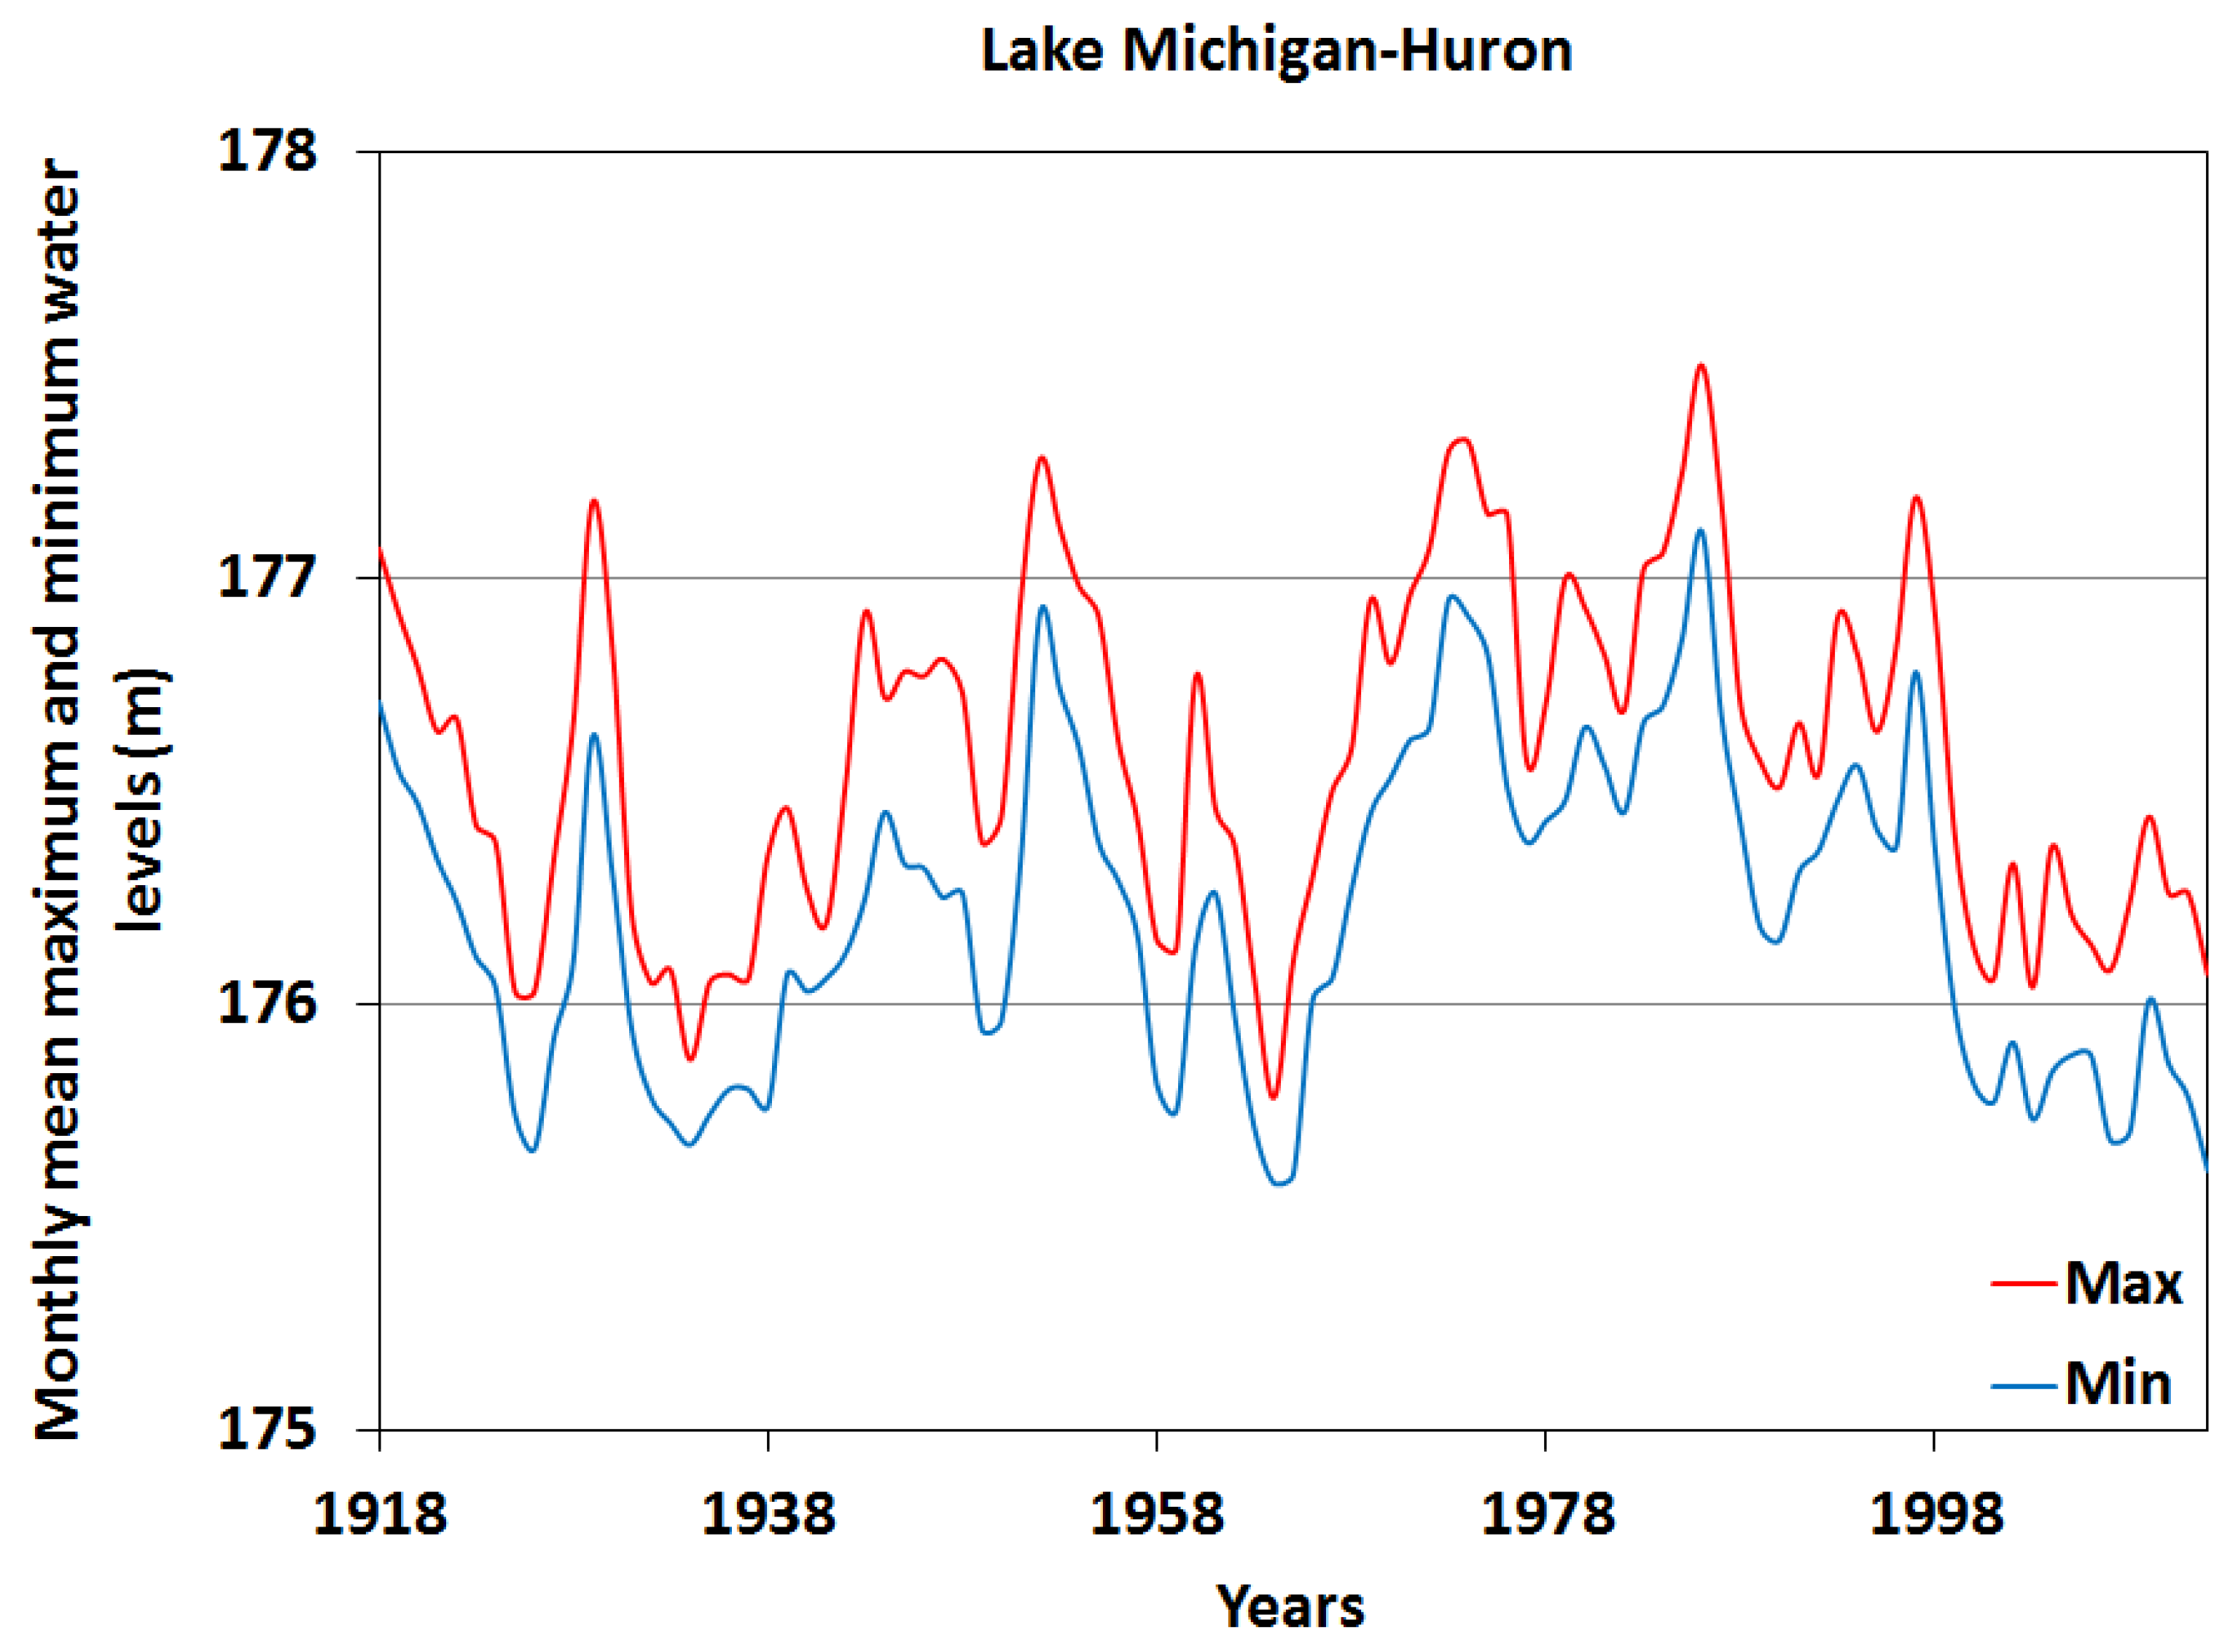 Lake Michigan-Huron
Monthly mean maximum and minimum water
levels (m)
178
177
176
175
1918
1938
1958
1978
1998
Years
Max
Min